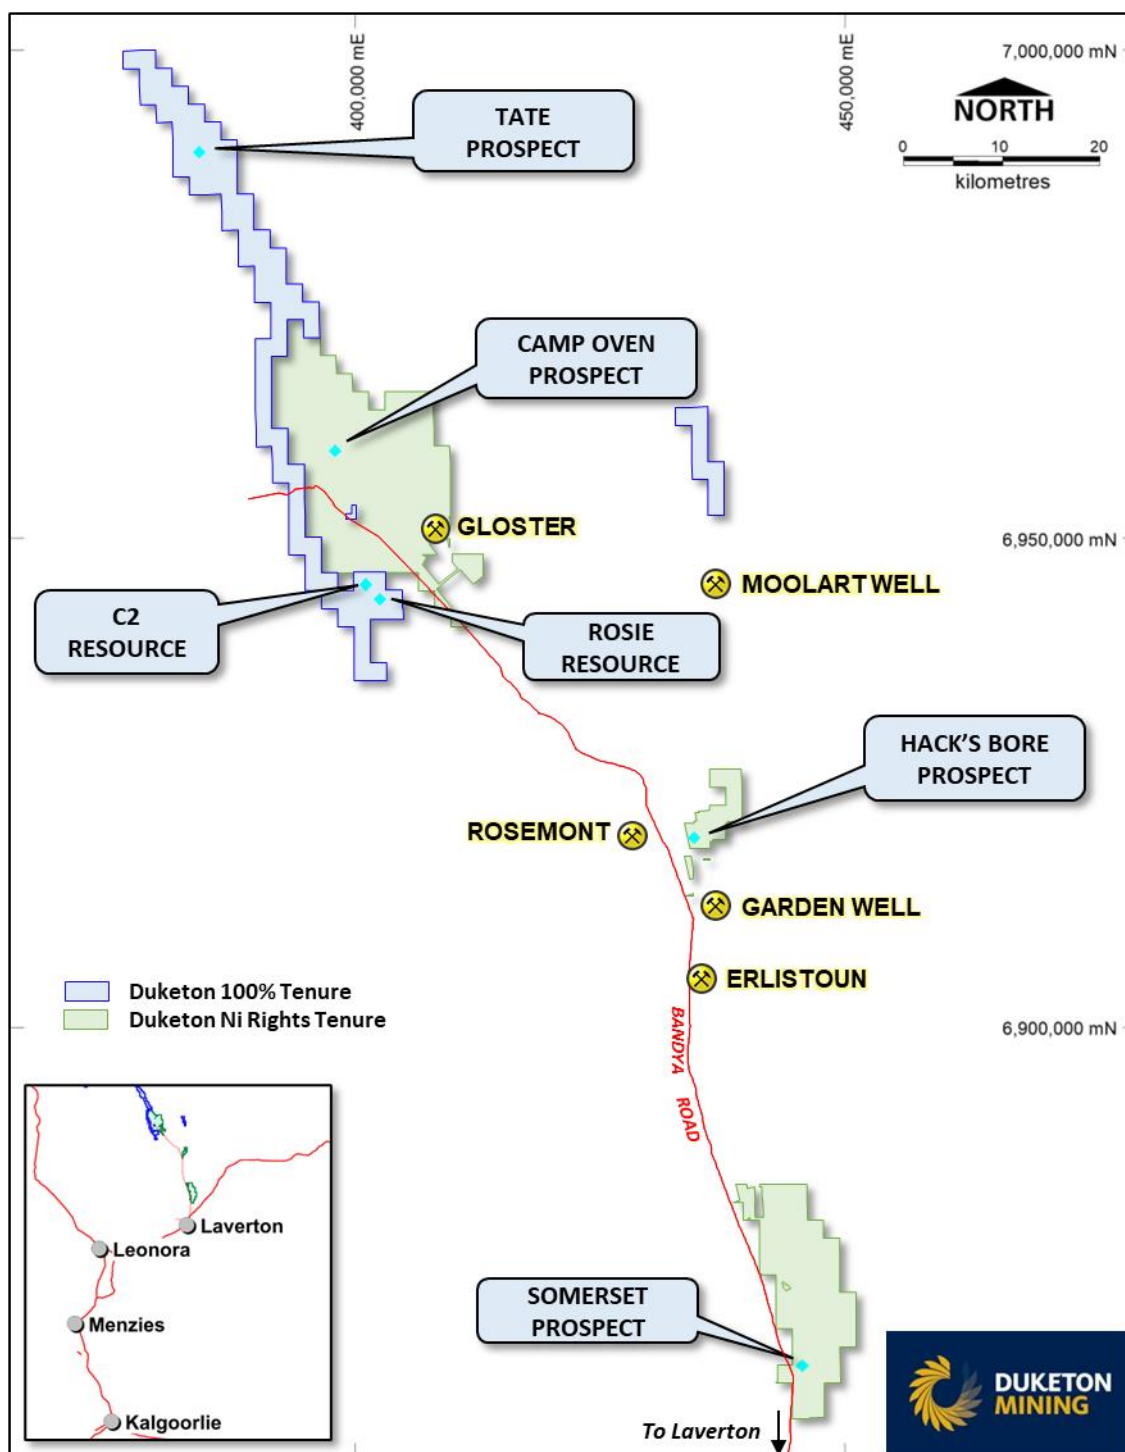 400,000 mE
450,000 mE
7,000,000 mN
TATE
PROSPECT
NORTH
0 10 20
kilometres
CAMP OVEN
PROSPECT
GLOSTER
6,950,000 mN
MOOLART WELL
C2
RESOURCE
ROSIE
RESOURCE
HACK'S BORE
PROSPECT
ROSEMONT
GARDEN WELL
ERLISTOUN
Duketon 100% Tenure
Duketon Ni Rights Tenure
6,900,000 mN
BANDYA
ROAD
Laverton
Leonora
Menzies
Kalgoorlie
SOMERSET
PROSPECT
To Laverton
DUKETON
MINING